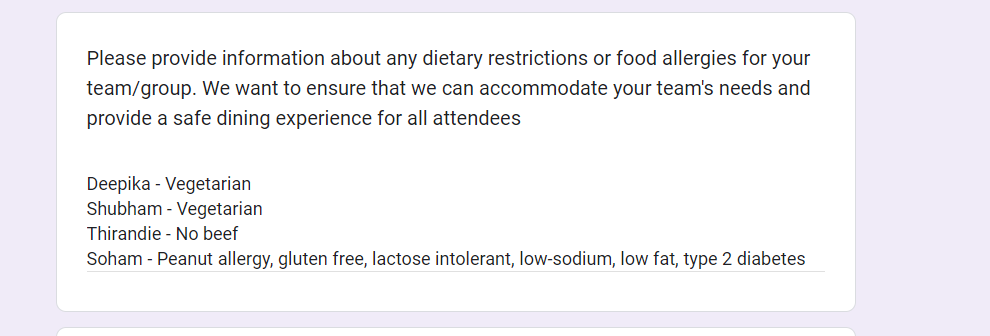 Please provide information about any dietary restrictions or food allergies for your
team/group. We want to ensure that we can accommodate your team's needs and
provide a safe dining experience for all attendees
Deepika - Vegetarian
Shubham - Vegetarian
Thirandie - No beef
Soham - Peanut allergy, gluten free, lactose intolerant, low-sodium, low fat, type 2 diabetes